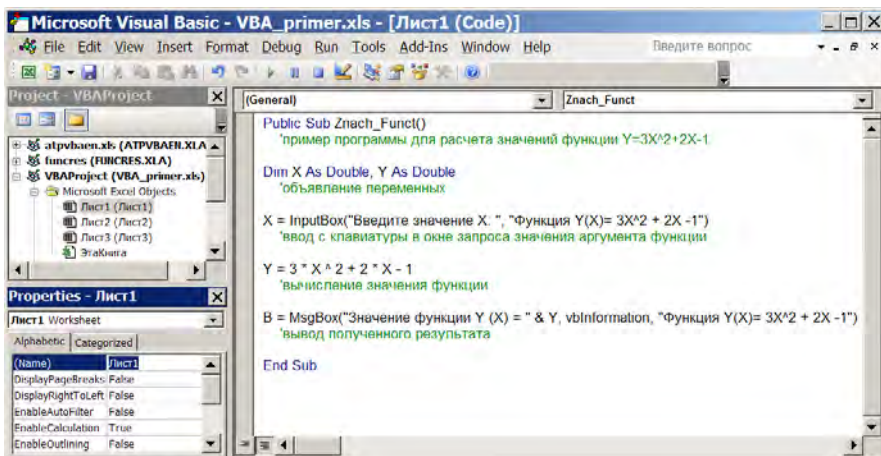 Microsoft Visual Basic - VBA_primer.xls - [Лист1 (Code)]
File Edit View Insert Format Debug Run Tools Add-Ins Window Help Введите вопрос
Project - VBAProject
(General) Znach_Funct
atpvbaen.xls (ATPVBAEN.XLA
funcres (FUNCRES.XLA)
VBAProject (VBA_primer.xls)
Microsoft Excel Objects
Лист1 (Лист1)
Лист2 (Лист2)
Лист3 (Лист3)
ЭтаКнига
Properties - Лист1
Лист1 Worksheet
Alphabetic Categorized
(Name) Лист1
DisplayPageBreaks False
DisplayRightToLeft False
EnableAutoFilter False
EnableCalculation True
EnableOutlining False
Public Sub Znach_Funct()
'пример программы для расчета значений функции Y=3X^2+2X-1
Dim X As Double, Y As Double
'объявление переменных
X = InputBox("Введите значение X: ", "Функция Y(X)= 3X^2 + 2X -1")
'ввод с клавиатуры в окне запроса значения аргумента функции
Y = 3 * X ^ 2 + 2 * X - 1
'вычисление значения функции
B = MsgBox("Значение функции Y (X) = " & Y, vbInformation, "Функция Y(X)= 3X^2 + 2X -1")
'вывод полученного результата
End Sub